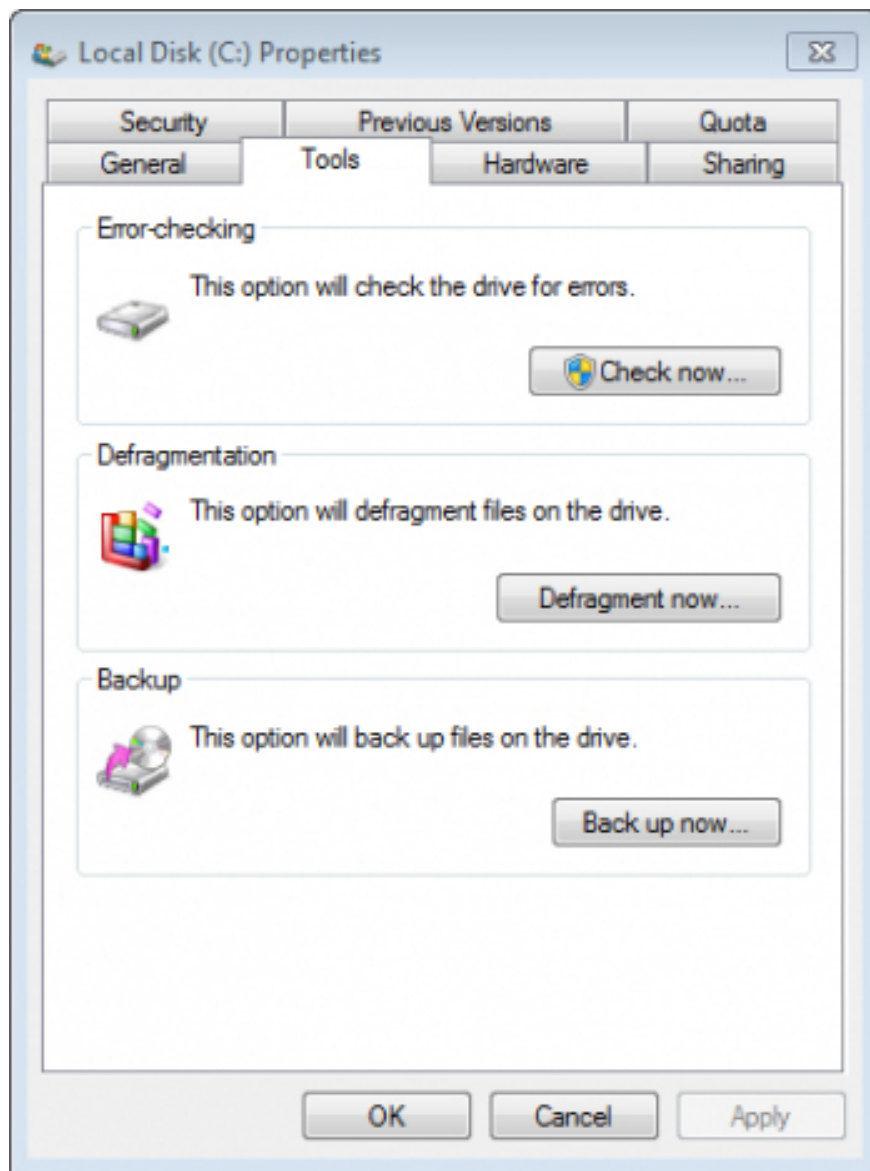 Local Disk (C:) Properties
Security Previous Versions Quota
General Tools Hardware Sharing
Error-checking
This option will check the drive for errors.
Check now...
Defragmentation
This option will defragment files on the drive.
Defragment now...
Backup
This option will back up files on the drive.
Back up now...
OK Cancel Apply